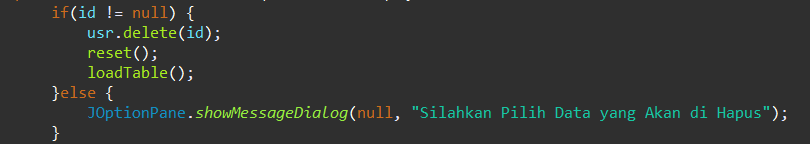 if(id != null) {
usr.delete(id);
reset();
loadTable();
}else {
JOptionPane.showMessageDialog(null, "Silahkan Pilih Data yang Akan di Hapus");
}